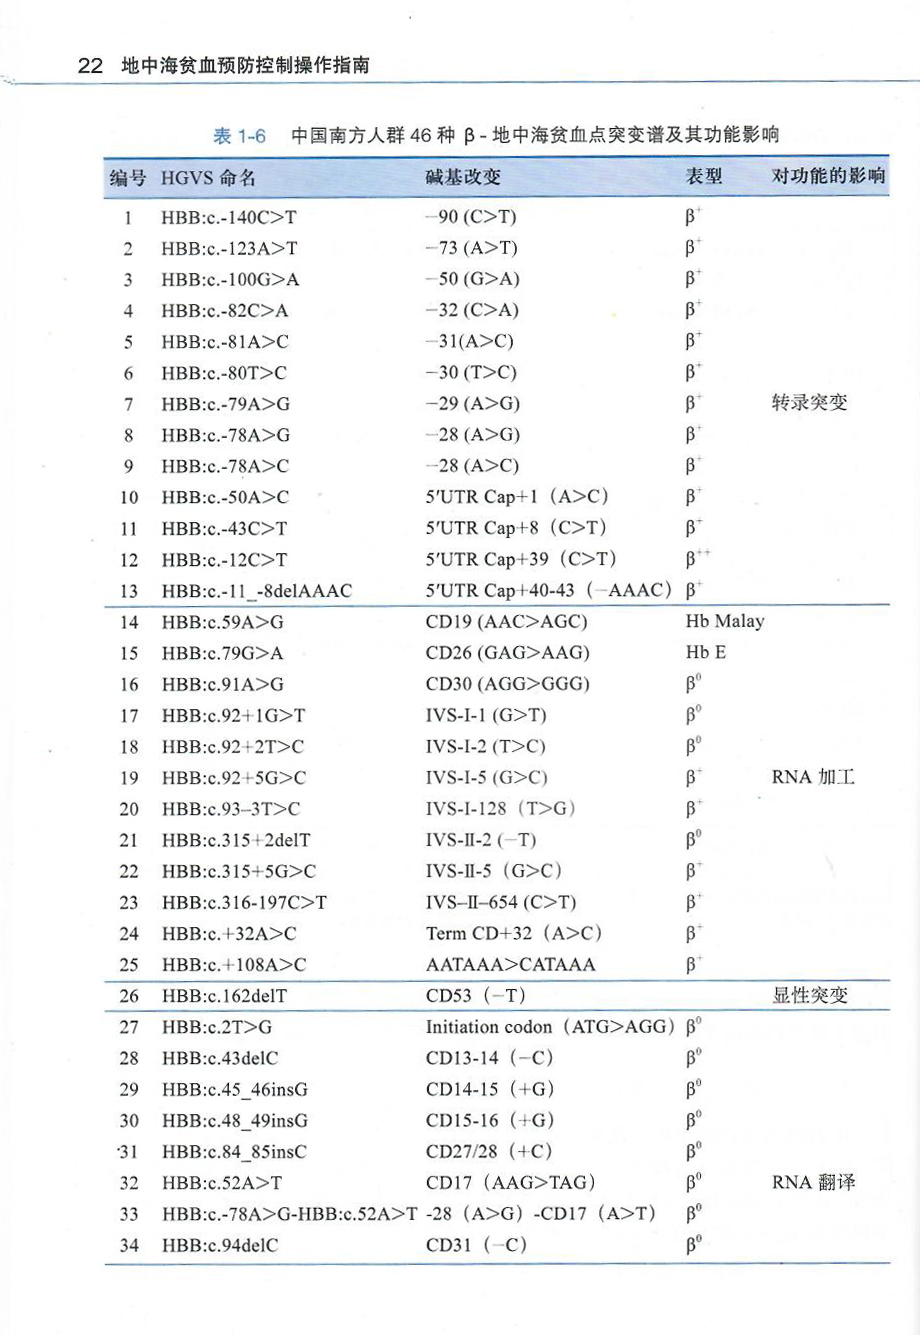 22 地中海贫血预防控制操作指南
表 1-6 中国南方人群 46 种 β-地中海贫血点突变谱及其功能影响
编号 HGVS 命名 碱基改变 表型 对功能的影响
1 HBB:c.-140C>T −90 (C>T) β⁺
2 HBB:c.-123A>T −73 (A>T) β⁺
3 HBB:c.-100G>A −50 (G>A) β⁺
4 HBB:c.-82C>A −32 (C>A) β⁺
5 HBB:c.-81A>C −31(A>C) β⁺
6 HBB:c.-80T>C −30 (T>C) β⁺
7 HBB:c.-79A>G −29 (A>G) β⁺ 转录突变
8 HBB:c.-78A>G −28 (A>G) β⁺
9 HBB:c.-78A>C −28 (A>C) β⁺
10 HBB:c.-50A>C 5′UTR Cap+1（A>C） β⁺
11 HBB:c.-43C>T 5′UTR Cap+8（C>T） β⁺
12 HBB:c.-12C>T 5′UTR Cap+39（C>T） β⁺⁺
13 HBB:c.-11_-8delAAAC 5′UTR Cap+40-43（−AAAC） β⁺
14 HBB:c.59A>G CD19 (AAC>AGC) Hb Malay
15 HBB:c.79G>A CD26 (GAG>AAG) Hb E
16 HBB:c.91A>G CD30 (AGG>GGG) β⁰
17 HBB:c.92+1G>T IVS-I-1 (G>T) β⁰
18 HBB:c.92+2T>C IVS-I-2 (T>C) β⁰
19 HBB:c.92+5G>C IVS-I-5 (G>C) β⁺ RNA 加工
20 HBB:c.93–3T>C IVS-I-128（T>G） β⁺
21 HBB:c.315+2delT IVS-II-2 (−T) β⁰
22 HBB:c.315+5G>C IVS-II-5（G>C） β⁺
23 HBB:c.316-197C>T IVS–II–654 (C>T) β⁺
24 HBB:c.+32A>C Term CD+32（A>C） β⁺
25 HBB:c.+108A>C AATAAA>CATAAA β⁺
26 HBB:c.162delT CD53（−T） 显性突变
27 HBB:c.2T>G Initiation codon（ATG>AGG） β⁰
28 HBB:c.43delC CD13-14（−C） β⁰
29 HBB:c.45_46insG CD14-15（+G） β⁰
30 HBB:c.48_49insG CD15-16（+G） β⁰
31 HBB:c.84_85insC CD27/28（+C） β⁰
32 HBB:c.52A>T CD17（AAG>TAG） β⁰ RNA 翻译
33 HBB:c.-78A>G-HBB:c.52A>T -28（A>G）-CD17（A>T） β⁰
34 HBB:c.94delC CD31（−C） β⁰